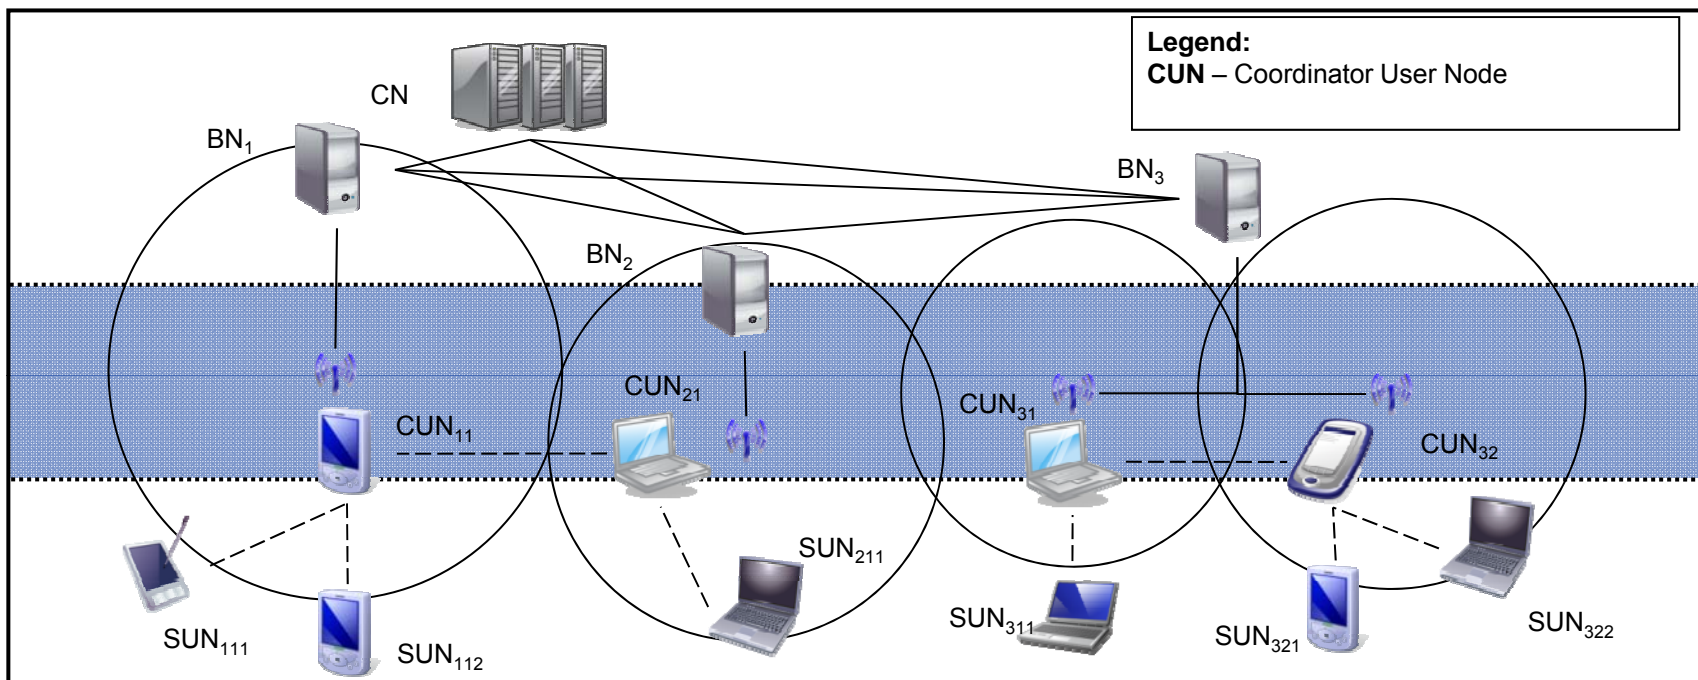 Legend:
CUN – Coordinator User Node
CN
BN₁
BN₃
BN₂
CUN₂₁
CUN₃₁
CUN₁₁
CUN₃₂
SUN₂₁₁
SUN₁₁₁
SUN₁₁₂
SUN₃₁₁
SUN₃₂₁
SUN₃₂₂